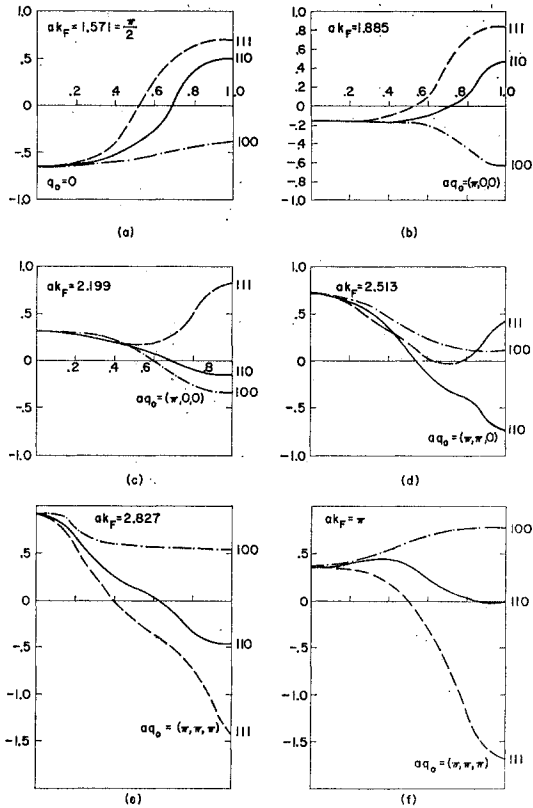 ak_F = 1.571 = π/2
111
110
100
1.0
.5
0
-0.5
-1.0
.2 .4 .6 .8 1.0
q_o = 0
(a)
ak_F = 1.885
111
110
100
1.0
.8
.6
.4
.2
0
-.2
-.4
-.6
-.8
-1.0
.2 .4 .6 .8 1.0
aq_o = (π,0,0)
(b)
ak_F = 2.199
111
110
100
1.0
0.5
0
-0.5
-1.0
.2 .4 .6 .8 1.0
aq_o = (π,0,0)
(c)
ak_F = 2.513
111
100
110
1.0
.5
0
-.5
-1.0
aq_o = (π,π,0)
(d)
ak_F = 2.827
100
110
111
.5
0
-.5
-1.0
-1.5
aq_o = (π,π,π)
(e)
ak_F = π
100
110
111
.5
0
-.5
-1.0
-1.5
aq_o = (π,π,π)
(f)